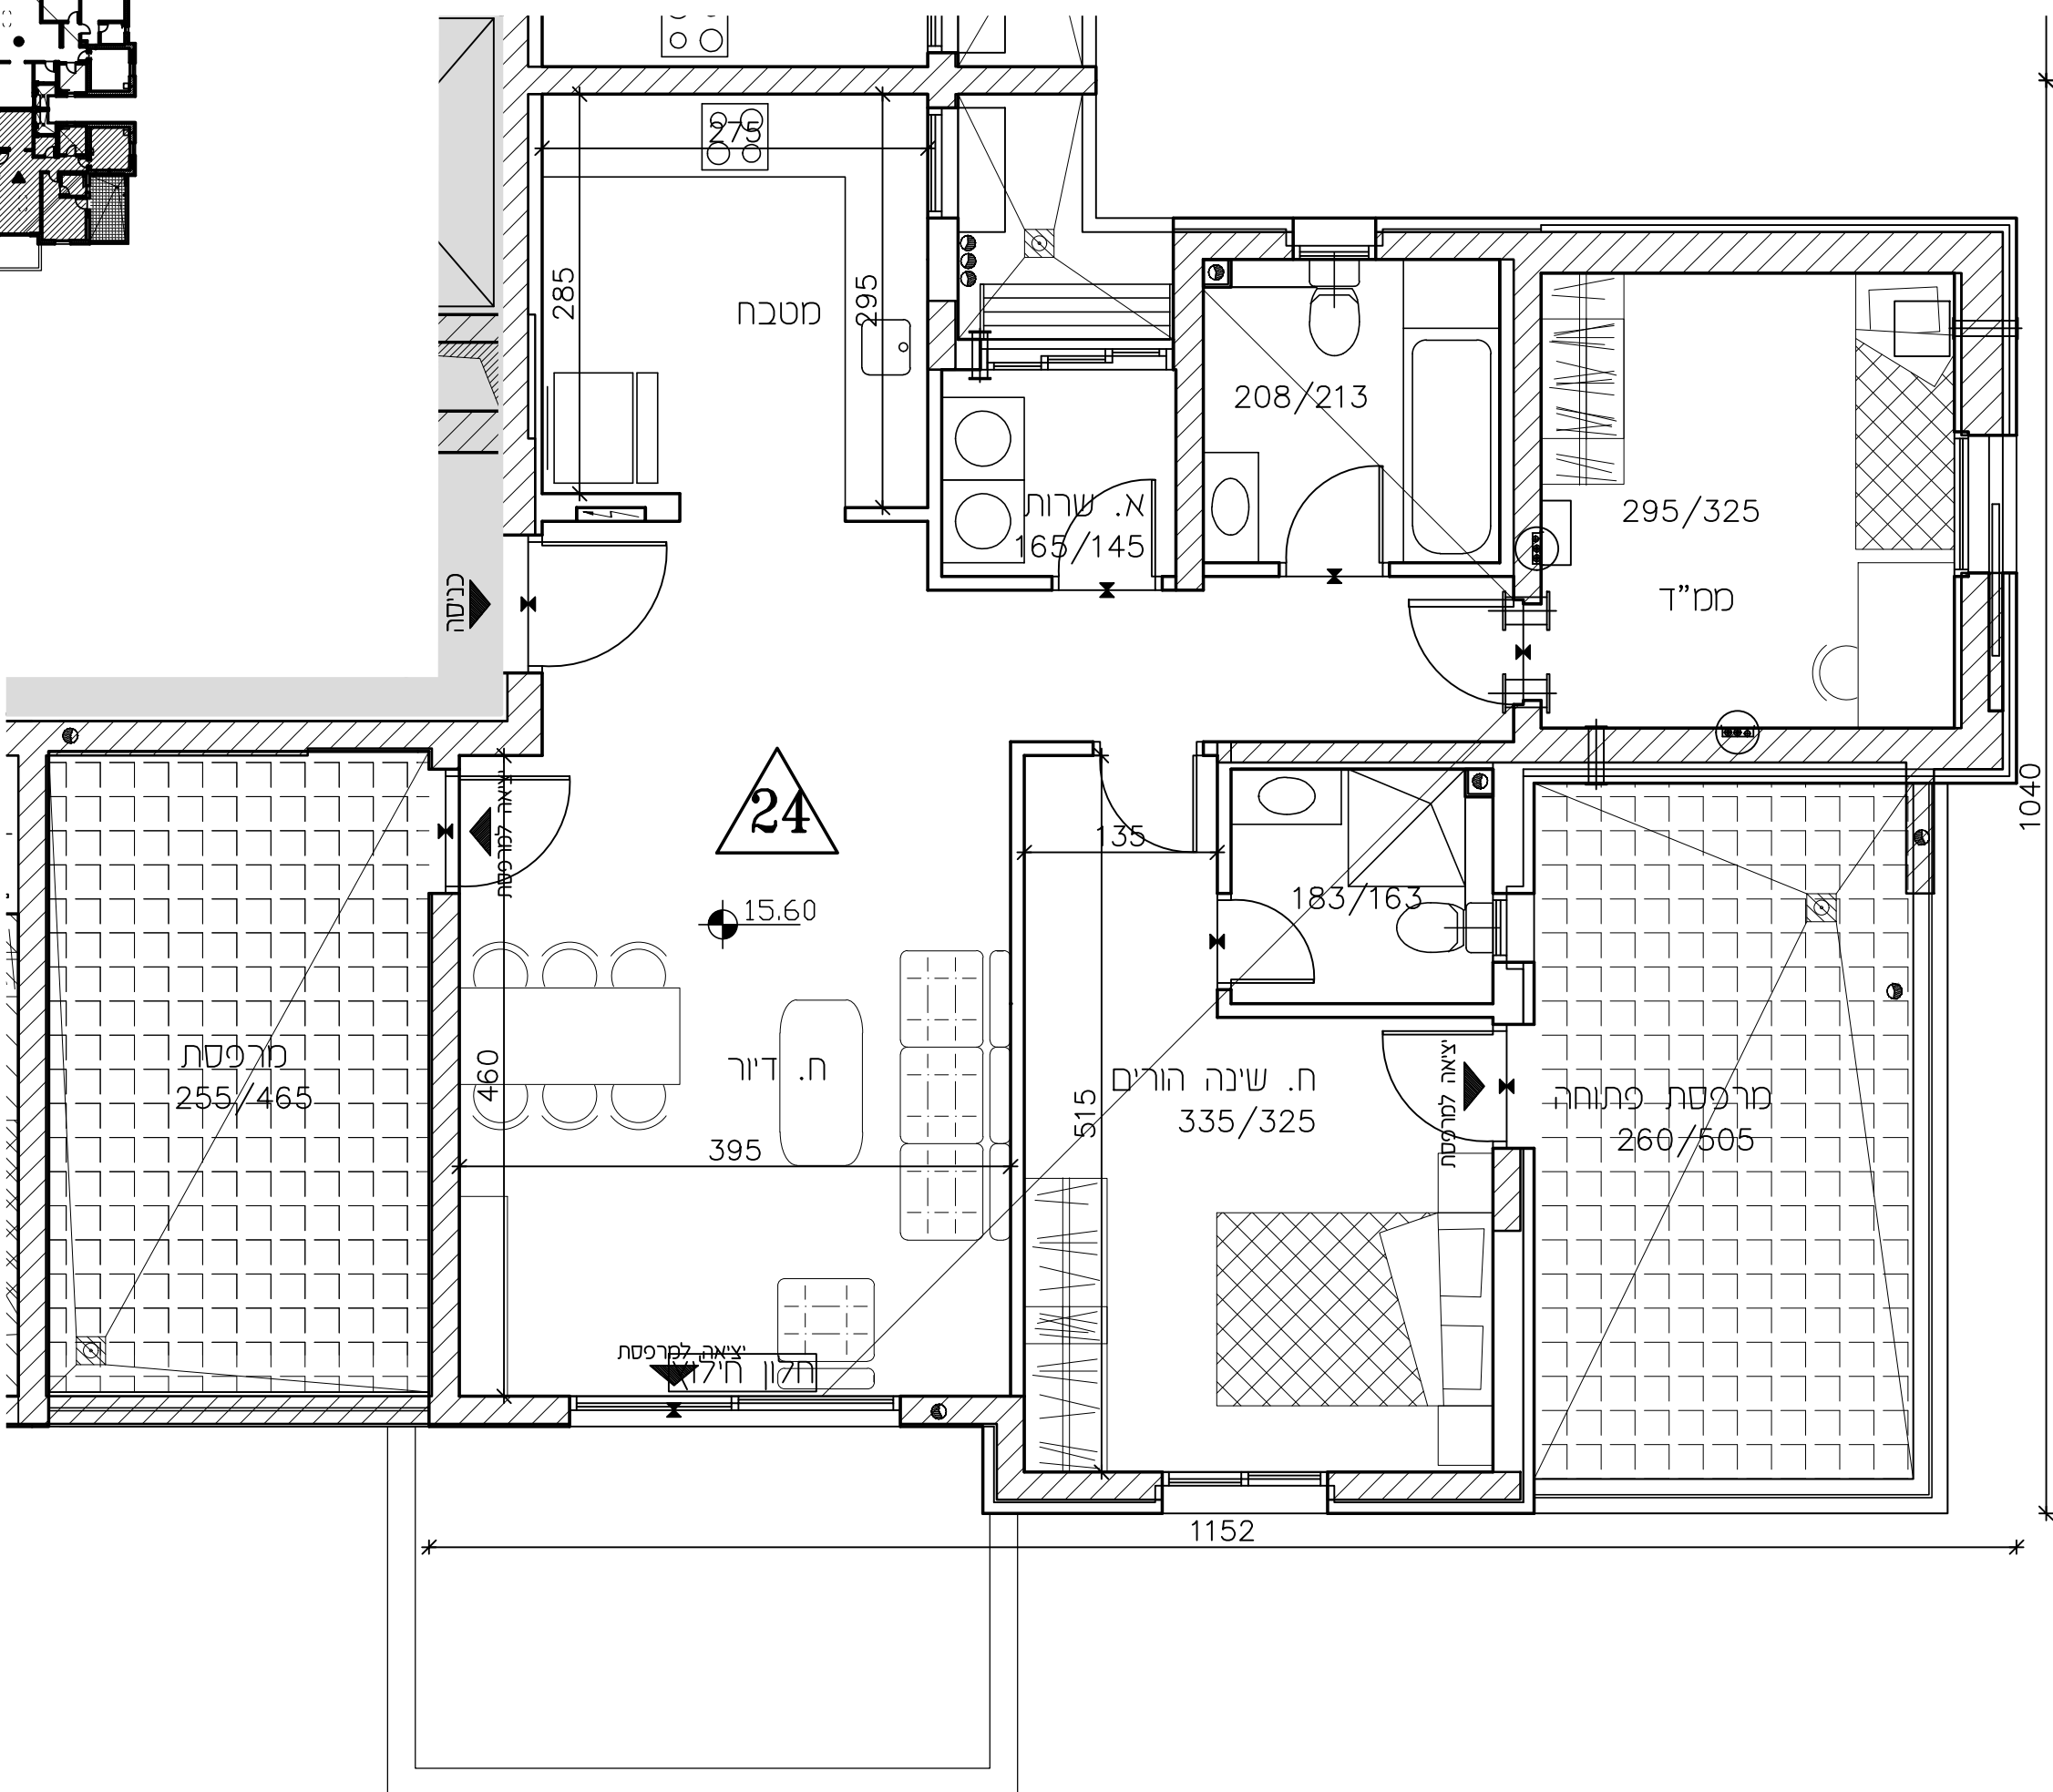 275
285
295
מטבח
208/213
295/325
א. שרות
165/145
ממ"ד
כניסה
יציאה למרפסת
24
135
1040
183/163
15.60
מרפסת
255/465
460
ח. דיור
395
515
ח. שינה הורים
335/325
יציאה למרפסת
מרפסת פתוחה
260/505
יציאה למרפסת
חלון חילוץ
1152